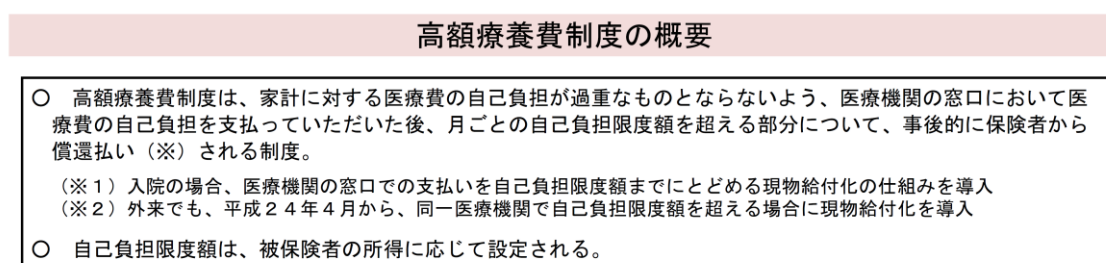 高額療養費制度の概要
○ 高額療養費制度は、家計に対する医療費の自己負担が過重なものとならないよう、医療機関の窓口において医
療費の自己負担を支払っていただいた後、月ごとの自己負担限度額を超える部分について、事後的に保険者から
償還払い（※）される制度。
（※１）入院の場合、医療機関の窓口での支払いを自己負担限度額までにとどめる現物給付化の仕組みを導入
（※２）外来でも、平成２４年４月から、同一医療機関で自己負担限度額を超える場合に現物給付化を導入
○ 自己負担限度額は、被保険者の所得に応じて設定される。